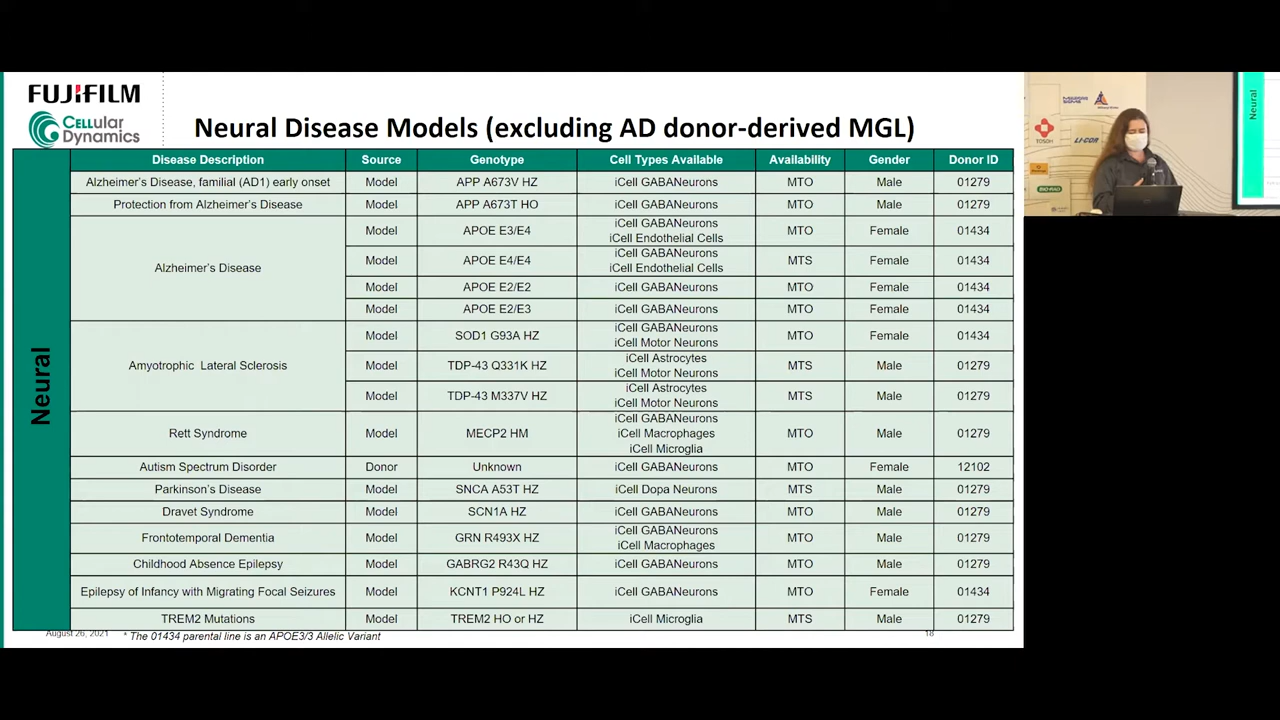 FUJIFILM
CELLular
Dynamics
Neural Disease Models (excluding AD donor-derived MGL)
Neural
Disease Description Source Genotype Cell Types Available Availability Gender Donor ID
Alzheimer's Disease, familial (AD1) early onset Model APP A673V HZ iCell GABANeurons MTO Male 01279
Protection from Alzheimer's Disease Model APP A673T HO iCell GABANeurons MTO Male 01279
Alzheimer's Disease
Model APOE E3/E4 iCell GABANeurons
iCell Endothelial Cells MTO Female 01434
Model APOE E4/E4 iCell GABANeurons
iCell Endothelial Cells MTS Female 01434
Model APOE E2/E2 iCell GABANeurons MTO Female 01434
Model APOE E2/E3 iCell GABANeurons MTO Female 01434
Amyotrophic Lateral Sclerosis
Model SOD1 G93A HZ iCell GABANeurons
iCell Motor Neurons MTO Female 01434
Model TDP-43 Q331K HZ iCell Astrocytes
iCell Motor Neurons MTS Male 01279
Model TDP-43 M337V HZ iCell Astrocytes
iCell Motor Neurons MTS Male 01279
Rett Syndrome Model MECP2 HM iCell GABANeurons
iCell Macrophages
iCell Microglia MTO Male 01279
Autism Spectrum Disorder Donor Unknown iCell GABANeurons MTO Female 12102
Parkinson's Disease Model SNCA A53T HZ iCell Dopa Neurons MTS Male 01279
Dravet Syndrome Model SCN1A HZ iCell GABANeurons MTO Male 01279
Frontotemporal Dementia Model GRN R493X HZ iCell GABANeurons
iCell Macrophages MTO Male 01279
Childhood Absence Epilepsy Model GABRG2 R43Q HZ iCell GABANeurons MTO Male 01279
Epilepsy of Infancy with Migrating Focal Seizures Model KCNT1 P924L HZ iCell GABANeurons MTO Female 01434
TREM2 Mutations Model TREM2 HO or HZ iCell Microglia MTS Male 01279
August 26, 2021
* The 01434 parental line is an APOE3/3 Allelic Variant
18
TOSOH
LI-COR
BIO-RAD
Neural